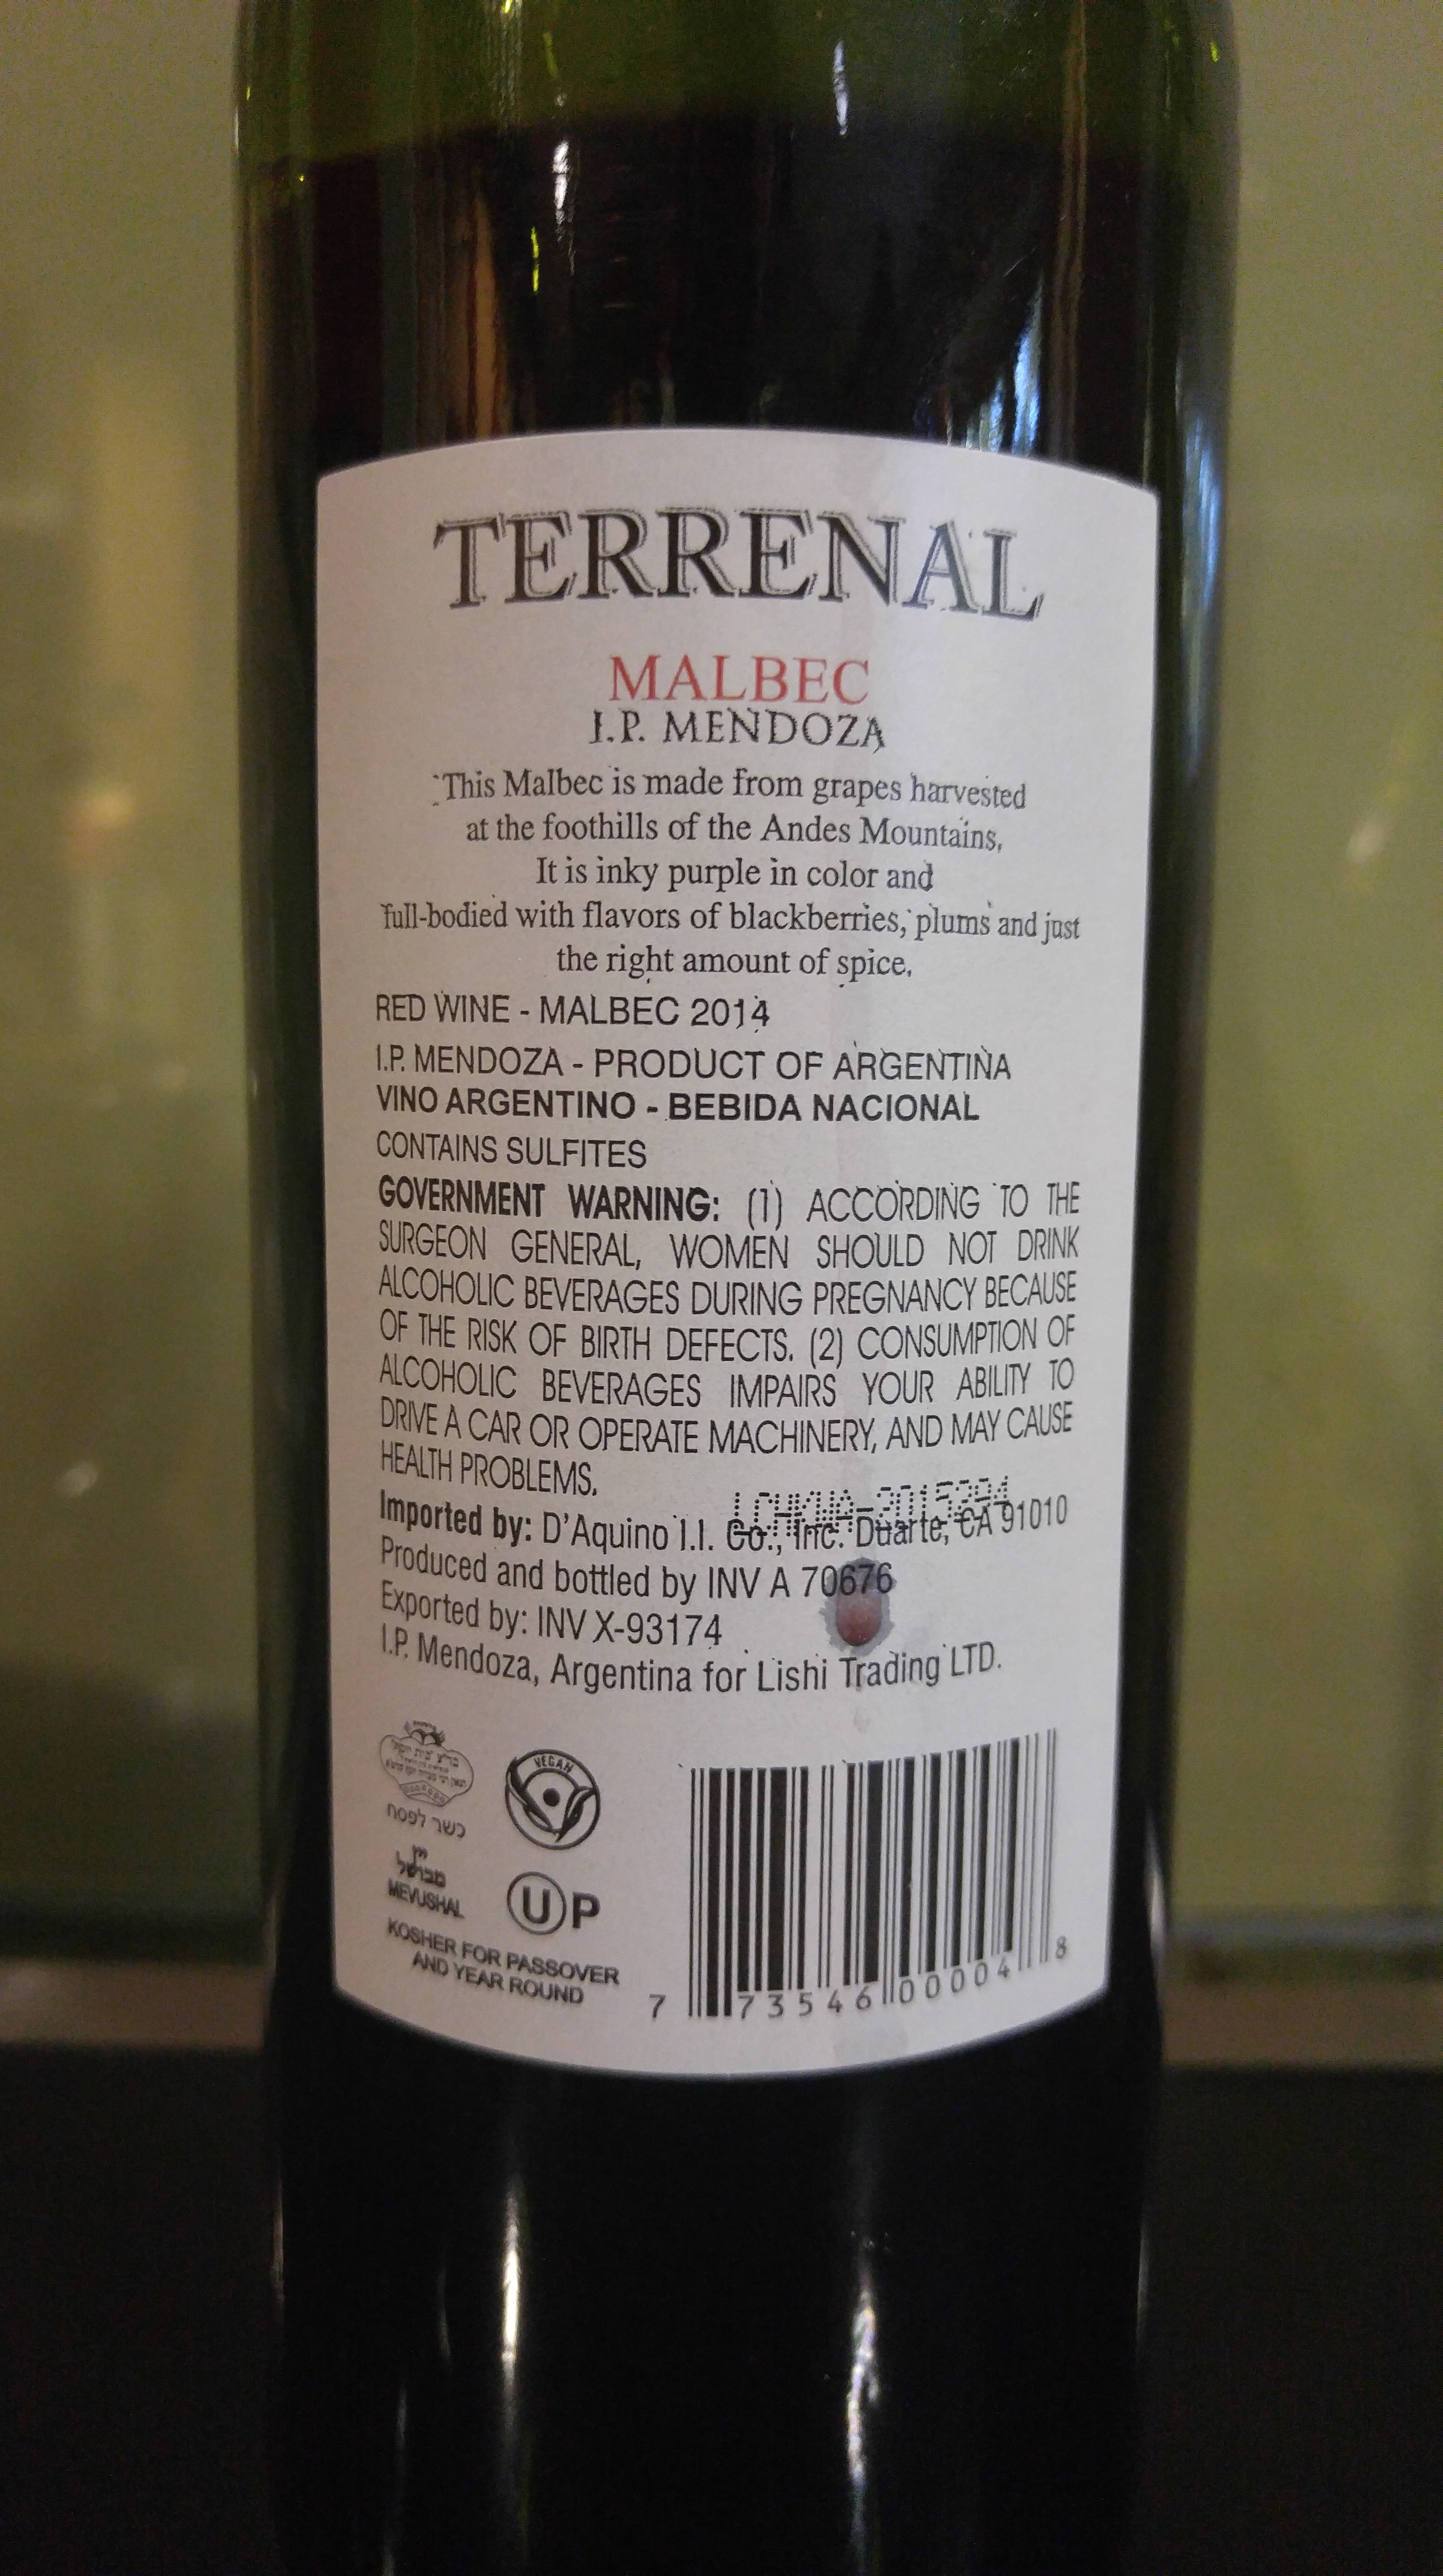 TERRENAL
MALBEC
I.P. MENDOZA
This Malbec is made from grapes harvested
at the foothills of the Andes Mountains,
It is inky purple in color and
full-bodied with flavors of blackberries, plums and just
the right amount of spice.
RED WINE - MALBEC 2014
I.P. MENDOZA - PRODUCT OF ARGENTINA
VINO ARGENTINO - BEBIDA NACIONAL
CONTAINS SULFITES
GOVERNMENT WARNING: (1) ACCORDING TO THE
SURGEON GENERAL, WOMEN SHOULD NOT DRINK
ALCOHOLIC BEVERAGES DURING PREGNANCY BECAUSE
OF THE RISK OF BIRTH DEFECTS. (2) CONSUMPTION OF
ALCOHOLIC BEVERAGES IMPAIRS YOUR ABILITY TO
DRIVE A CAR OR OPERATE MACHINERY, AND MAY CAUSE
HEALTH PROBLEMS.
Imported by: D'Aquino I.I. Co., Inc. Duarte, CA 91010
Produced and bottled by INV A 70676
Exported by: INV X-93174
I.P. Mendoza, Argentina for Lishi Trading LTD.
VEGAN
כשר לפסח
יין
מבושל
MEVUSHAL
U P
KOSHER FOR PASSOVER
AND YEAR ROUND
7 73546 00004 8